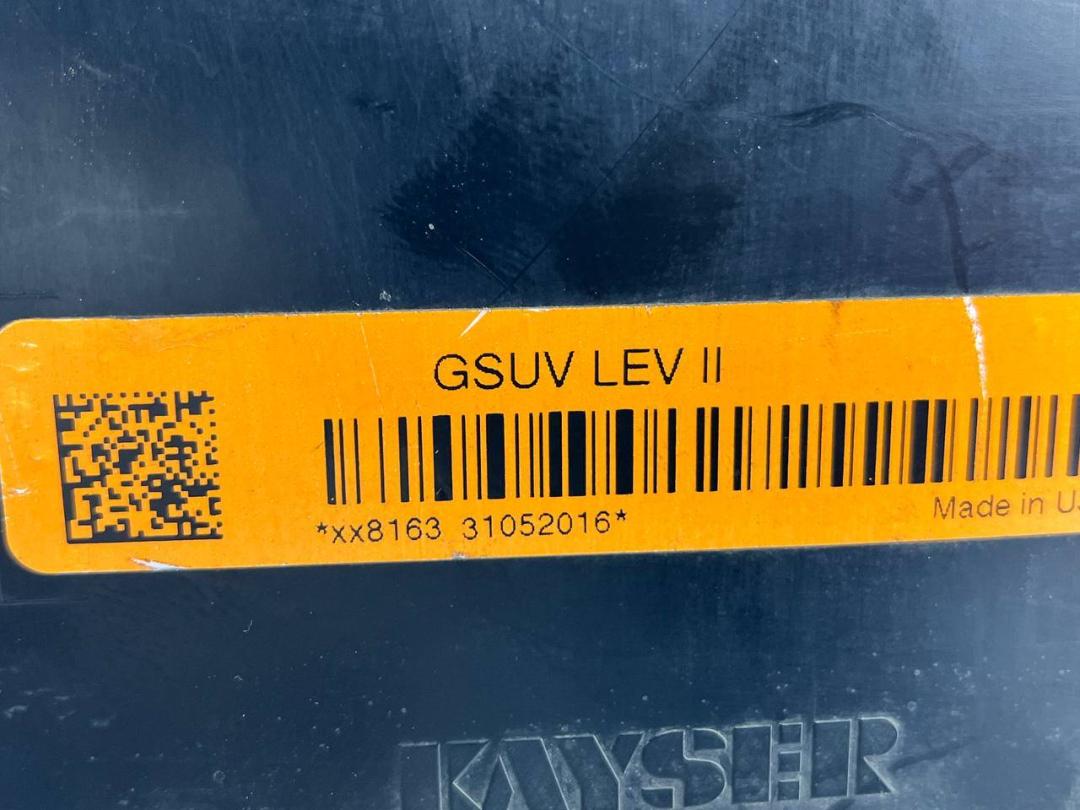 GSUV LEV II
*xx8163 31052016*
Made in
KAYSER